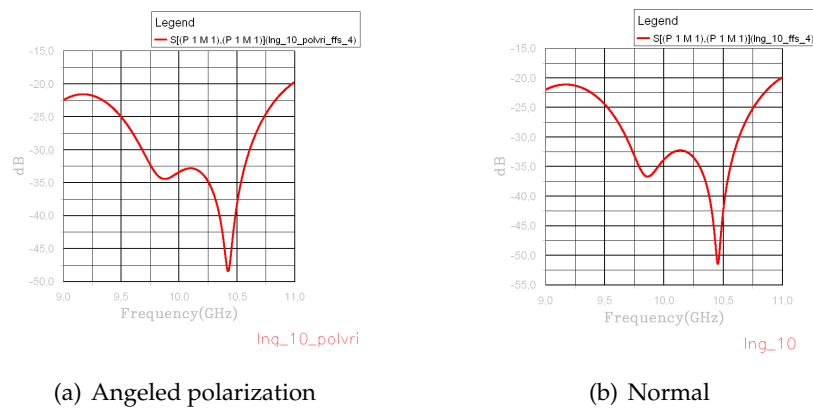 Legend
S[(P 1 M 1),(P 1 M 1)](lng_10_polvri_ffs_4)
-15,0
-20,0
-25,0
-30,0
-35,0
-40,0
-45,0
-50,0
dB
9,0 9,5 10,0 10,5 11,0
Frequency(GHz)
lng_10_polvri
(a) Angeled polarization
Legend
S[(P 1 M 1),(P 1 M 1)](lng_10_ffs_4)
-15,0
-20,0
-25,0
-30,0
-35,0
-40,0
-45,0
-50,0
-55,0
dB
9,0 9,5 10,0 10,5 11,0
Frequency(GHz)
lng_10
(b) Normal